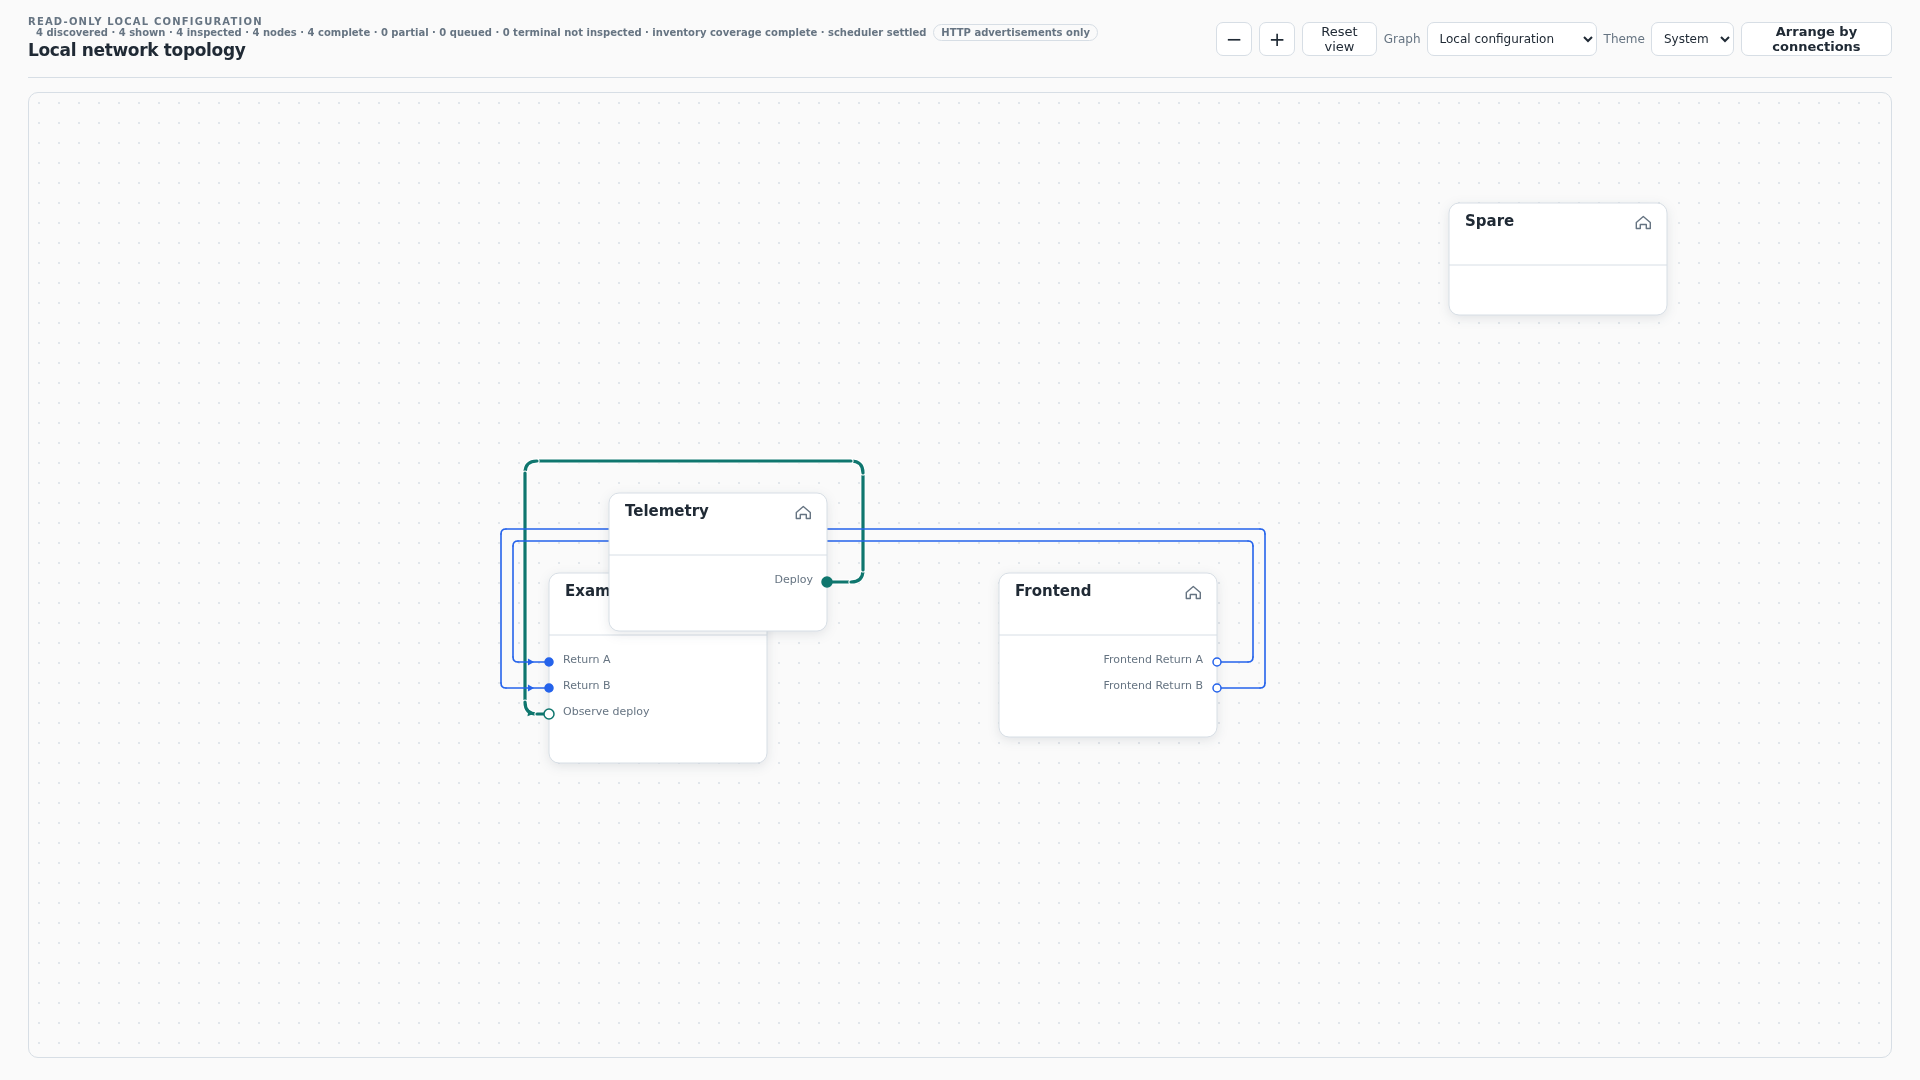 READ-ONLY LOCAL CONFIGURATION
4 discovered · 4 shown · 4 inspected · 4 nodes · 4 complete · 0 partial · 0 queued · 0 terminal not inspected · inventory coverage complete · scheduler settled HTTP advertisements only
Local network topology
− + Reset view Graph Local configuration Theme System Arrange by connections
Spare
Telemetry
Deploy
Exam
Return A
Return B
Observe deploy
Frontend
Frontend Return A
Frontend Return B